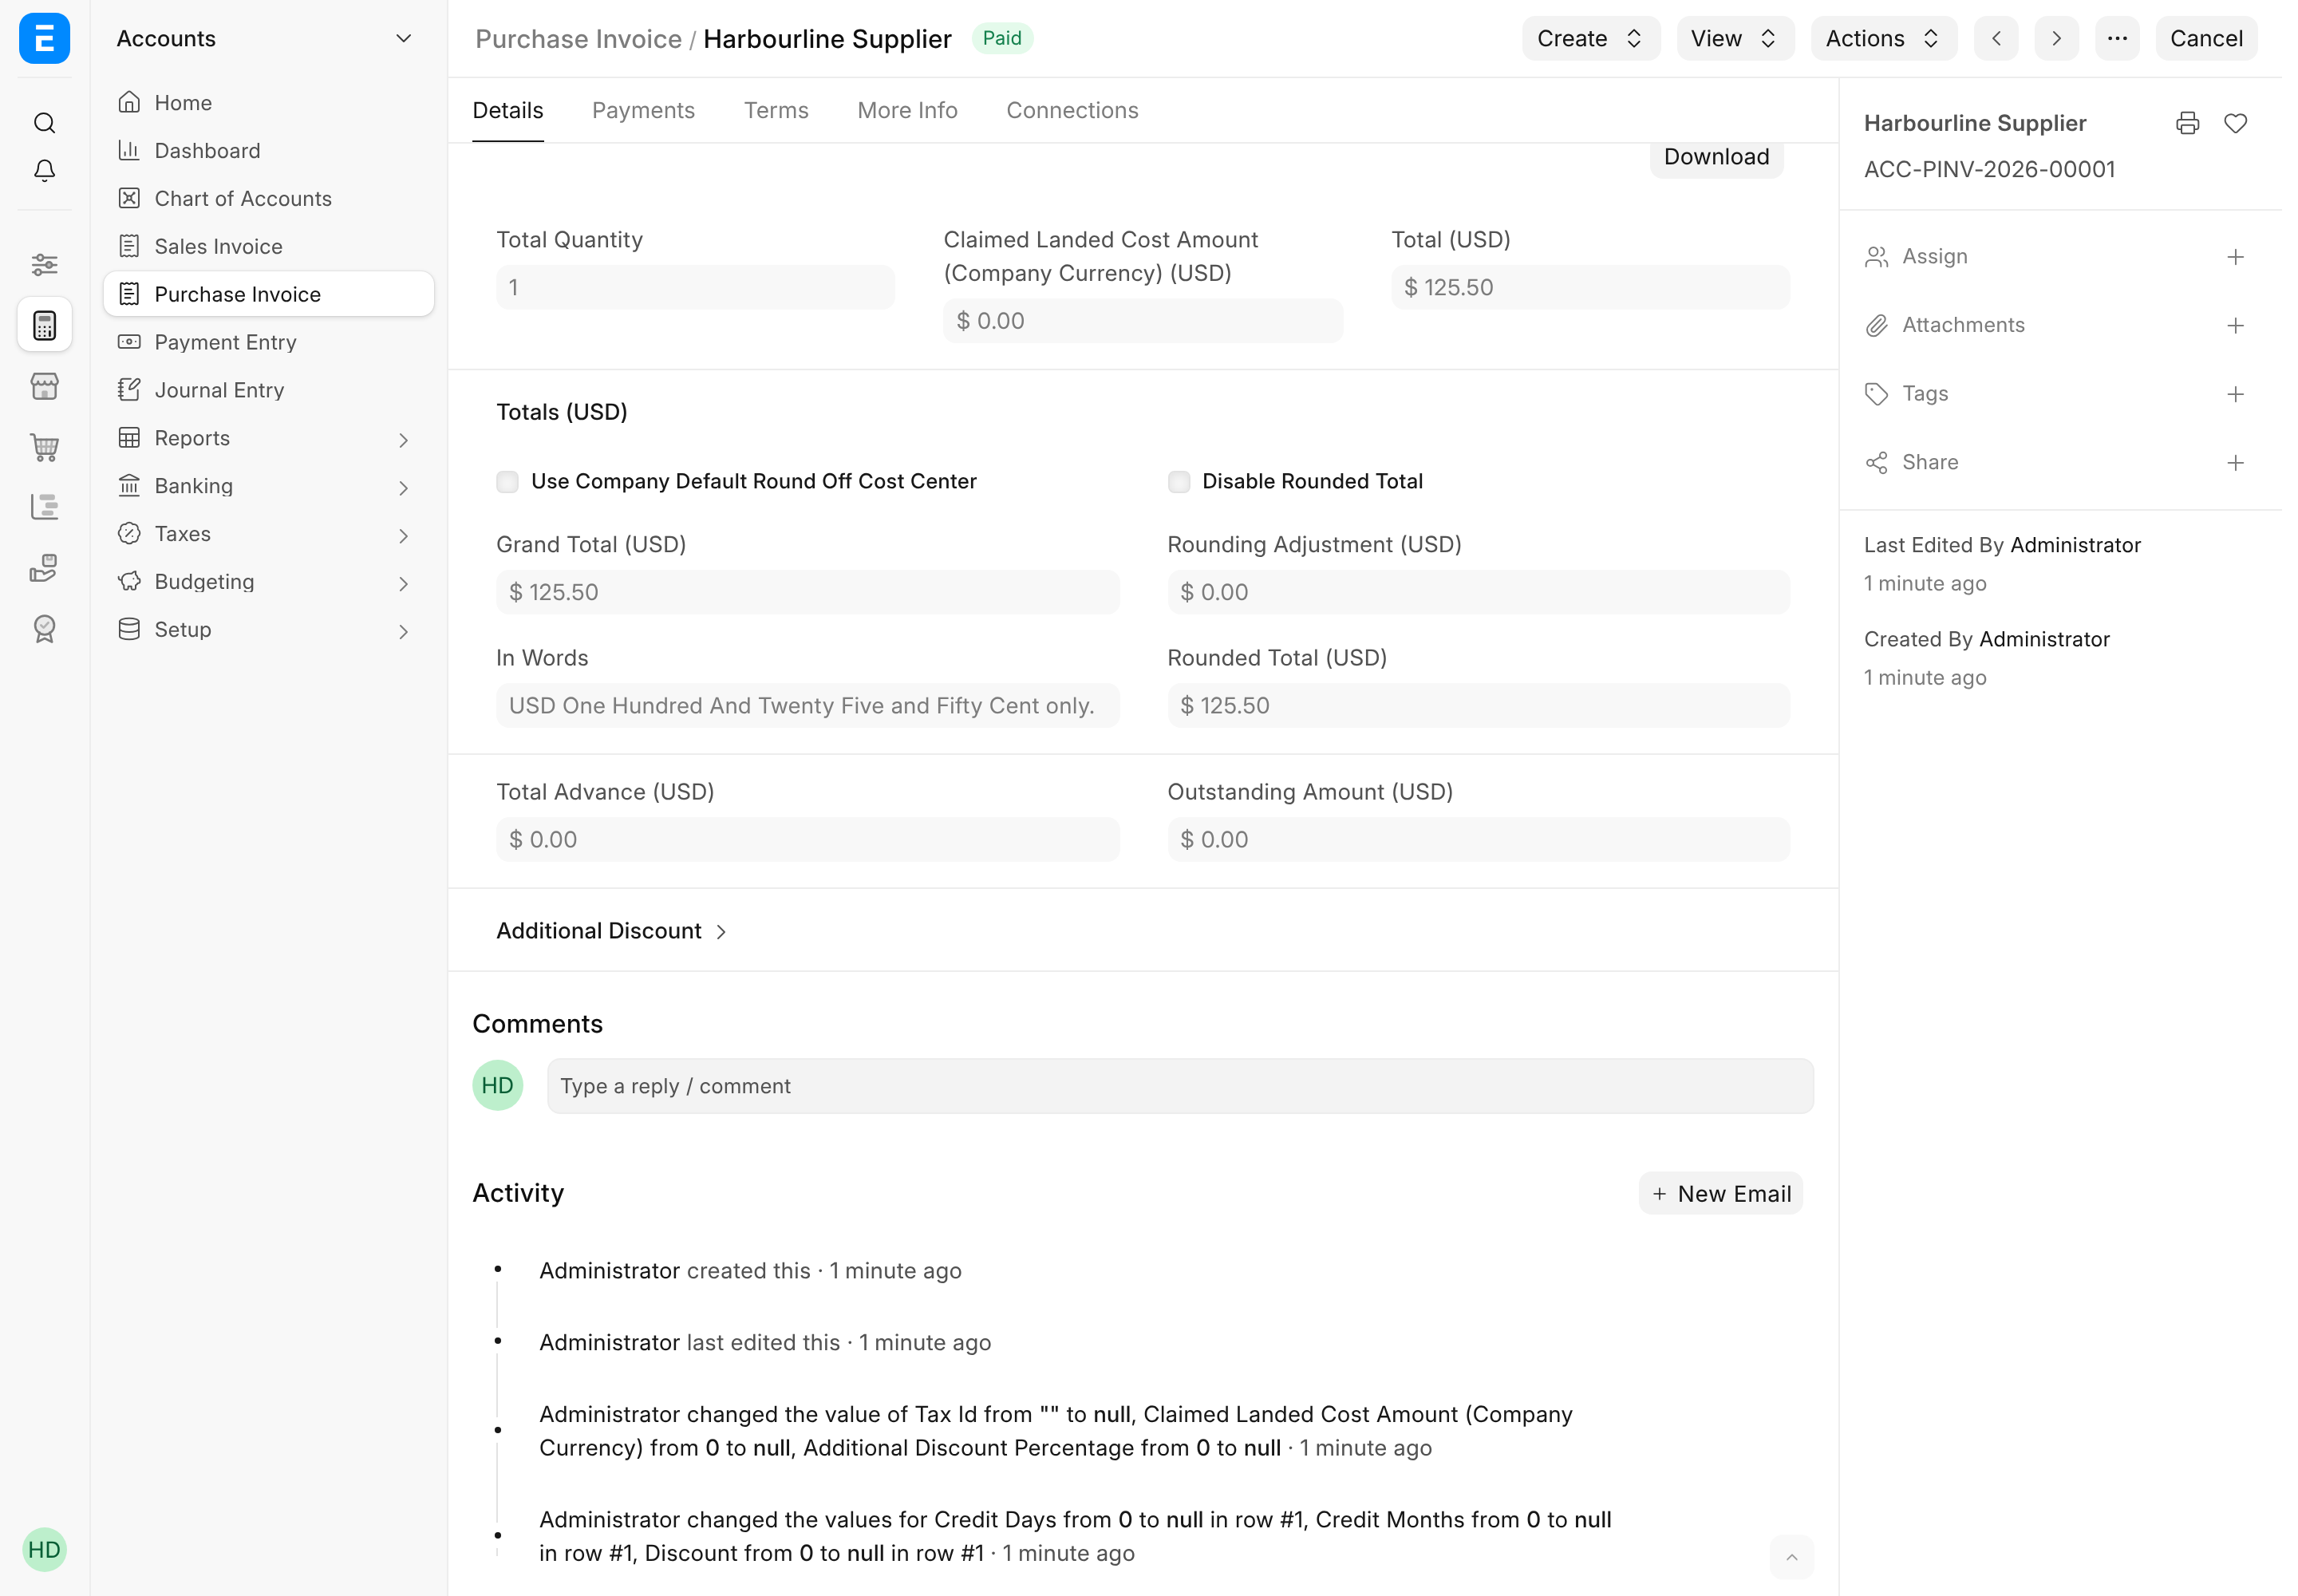 E
Accounts
Home
Dashboard
Chart of Accounts
Sales Invoice
Purchase Invoice
Payment Entry
Journal Entry
Reports
Banking
Taxes
Budgeting
Setup
HD
Purchase Invoice / Harbourline Supplier Paid
Create View Actions ... Cancel
Details Payments Terms More Info Connections
Download
Total Quantity
1
Claimed Landed Cost Amount
(Company Currency) (USD)
$ 0.00
Total (USD)
$ 125.50
Totals (USD)
Use Company Default Round Off Cost Center
Disable Rounded Total
Grand Total (USD)
$ 125.50
Rounding Adjustment (USD)
$ 0.00
In Words
USD One Hundred And Twenty Five and Fifty Cent only.
Rounded Total (USD)
$ 125.50
Total Advance (USD)
$ 0.00
Outstanding Amount (USD)
$ 0.00
Additional Discount
Comments
HD
Type a reply / comment
Activity
+ New Email
Administrator created this · 1 minute ago
Administrator last edited this · 1 minute ago
Administrator changed the value of Tax Id from "" to null, Claimed Landed Cost Amount (Company
Currency) from 0 to null, Additional Discount Percentage from 0 to null · 1 minute ago
Administrator changed the values for Credit Days from 0 to null in row #1, Credit Months from 0 to null
in row #1, Discount from 0 to null in row #1 · 1 minute ago
Harbourline Supplier
ACC-PINV-2026-00001
Assign
Attachments
Tags
Share
Last Edited By Administrator
1 minute ago
Created By Administrator
1 minute ago